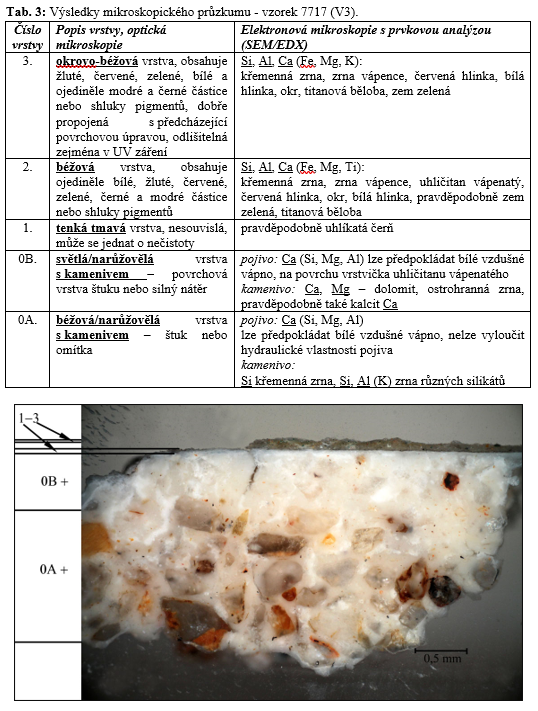 Tab. 3: Výsledky mikroskopického průzkumu - vzorek 7717 (V3).
Číslo vrstvy
Popis vrstvy, optická mikroskopie
Elektronová mikroskopie s prvkovou analýzou (SEM/EDX)
3.
okrovo-béžová vrstva, obsahuje
žluté, červené, zelené, bílé a
ojediněle modré a černé částice
nebo shluky pigmentů, dobře
propojená s předcházející
povrchovou úpravou, odlišitelná
zejména v UV záření
Si, Al, Ca (Fe, Mg, K):
křemenná zrna, zrna vápence, červená hlinka, bílá
hlinka, okr, titanová běloba, zem zelená
2.
béžová vrstva, obsahuje
ojediněle bílé, žluté, červené,
zelené, černé a modré částice
nebo shluky pigmentů
Si, Al, Ca (Fe, Mg, Ti):
křemenná zrna, zrna vápence, uhličitan vápenatý,
červená hlinka, okr, bílá hlinka, pravděpodobně zem
zelená, titanová běloba
1.
tenká tmavá vrstva, nesouvislá,
může se jednat o nečistoty
pravděpodobně uhlíkatá čerň
0B.
světlá/narůžovělá vrstva
s kamenivem – povrchová
vrstva štuku nebo silný nátěr
pojivo: Ca (Si, Mg, Al) lze předpokládat bílé vzdušné
vápno, na povrchu vrstvička uhličitanu vápenatého
kamenivo: Ca, Mg – dolomit, ostrohranná zrna,
pravděpodobně také kalcit Ca
0A.
béžová/narůžovělá vrstva
s kamenivem – štuk nebo
omítka
pojivo: Ca (Si, Mg, Al)
lze předpokládat bílé vzdušné vápno, nelze vyloučit
hydraulické vlastnosti pojiva
kamenivo:
Si křemenná zrna, Si, Al (K) zrna různých silikátů
1–3
0B +
0A +
0,5 mm